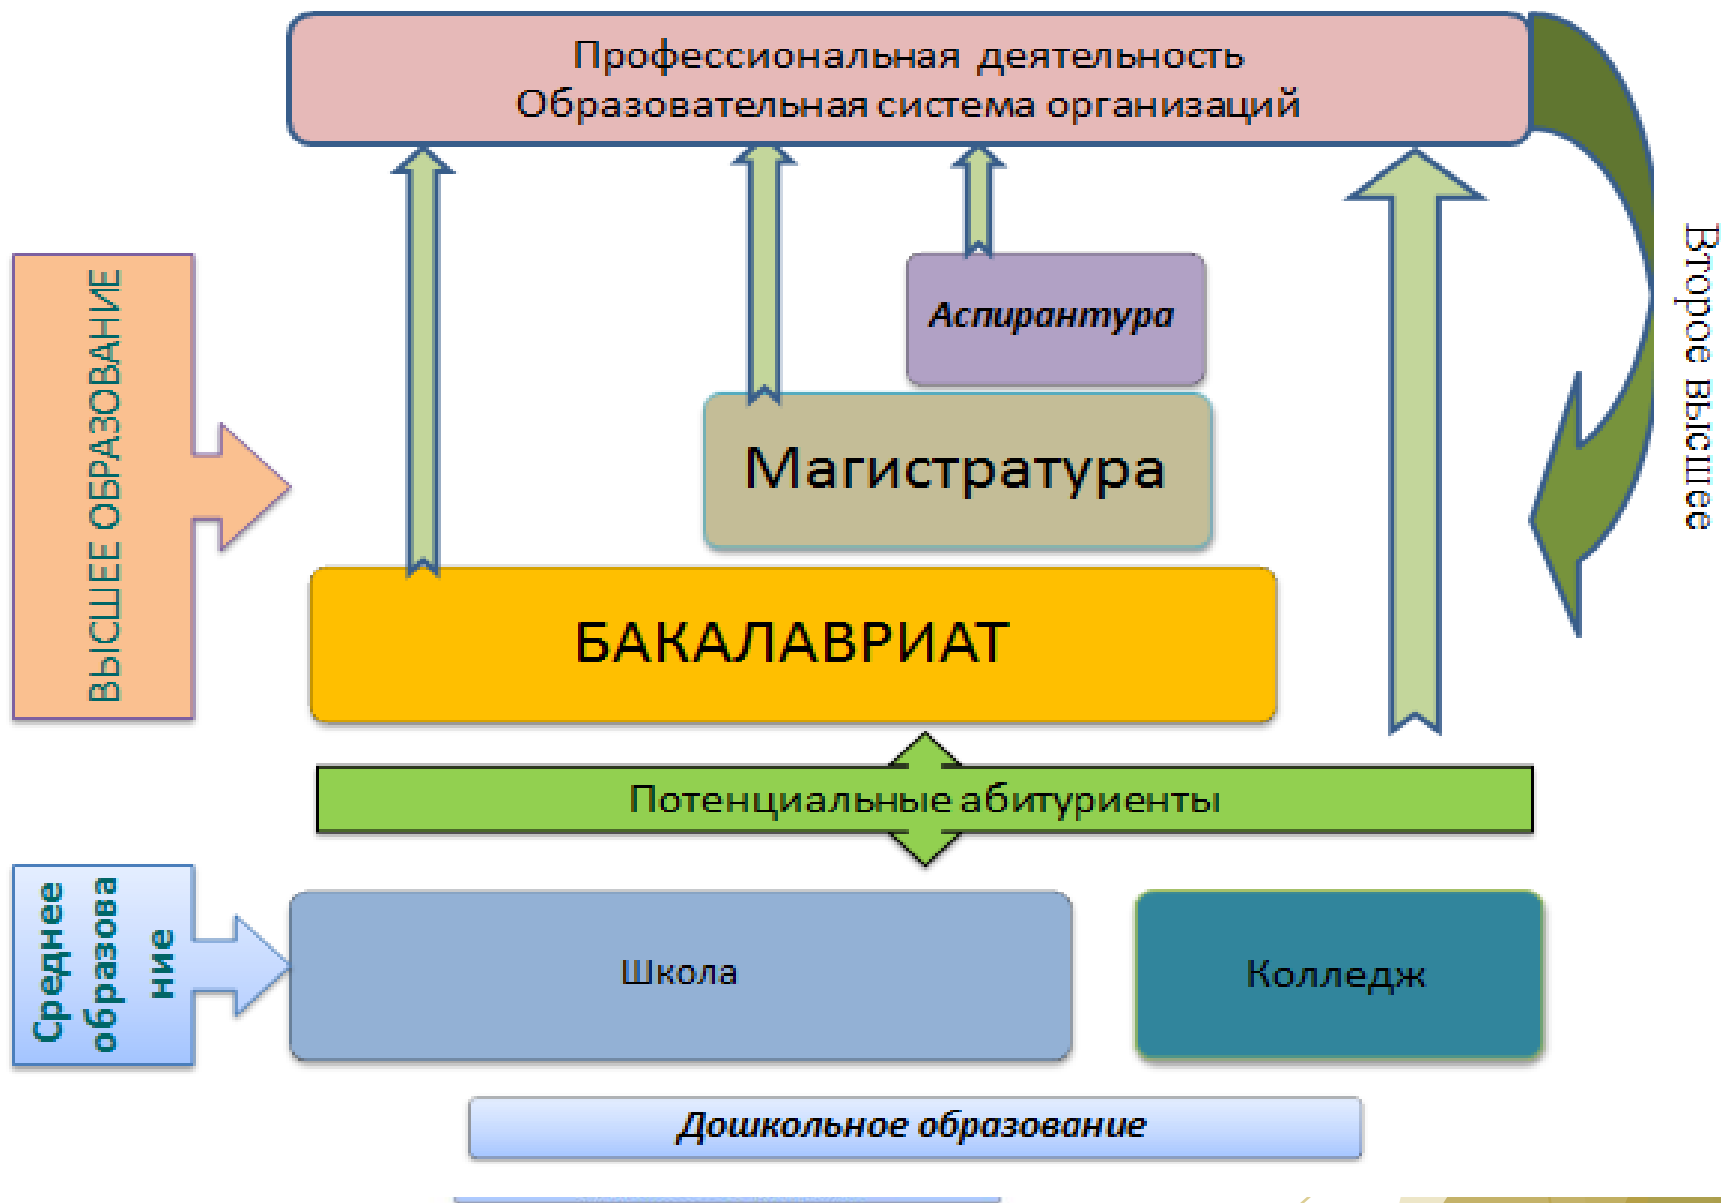 Профессиональная деятельность
Образовательная система организаций
Второе высшее
ВЫСШЕЕ ОБРАЗОВАНИЕ
Аспирантура
Магистратура
БАКАЛАВРИАТ
Потенциальные абитуриенты
Среднее
образова
ние
Школа
Колледж
Дошкольное образование